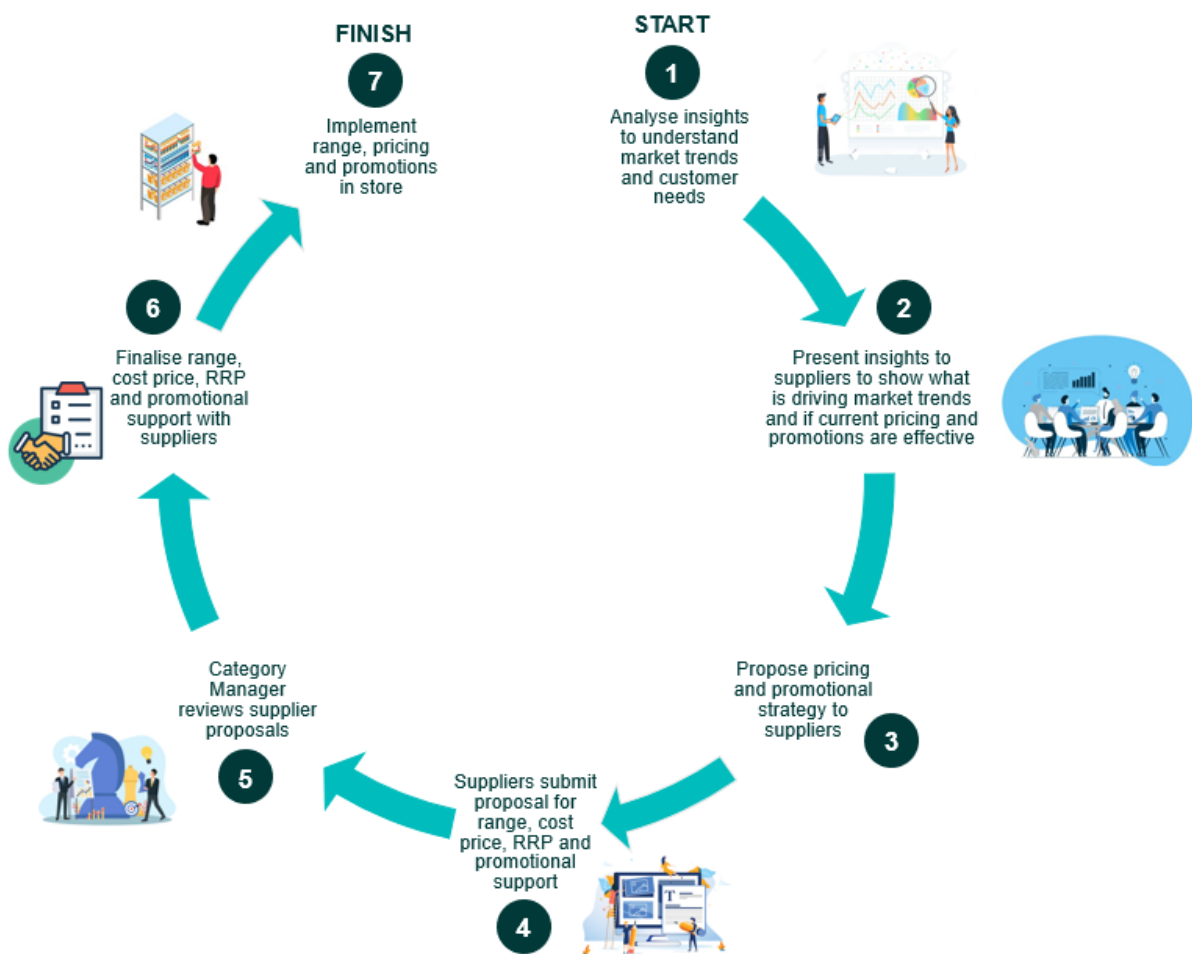 START
1
Analyse insights
to understand
market trends
and customer
needs
2
Present insights to
suppliers to show what
is driving market trends
and if current pricing and
promotions are effective
Propose pricing
and promotional
strategy to
suppliers
3
Suppliers submit
proposal for
range, cost
price, RRP and
promotional
support
4
Category
Manager
reviews supplier
proposals
5
6
Finalise range,
cost price, RRP
and promotional
support with
suppliers
FINISH
7
Implement
range, pricing
and promotions
in store
T